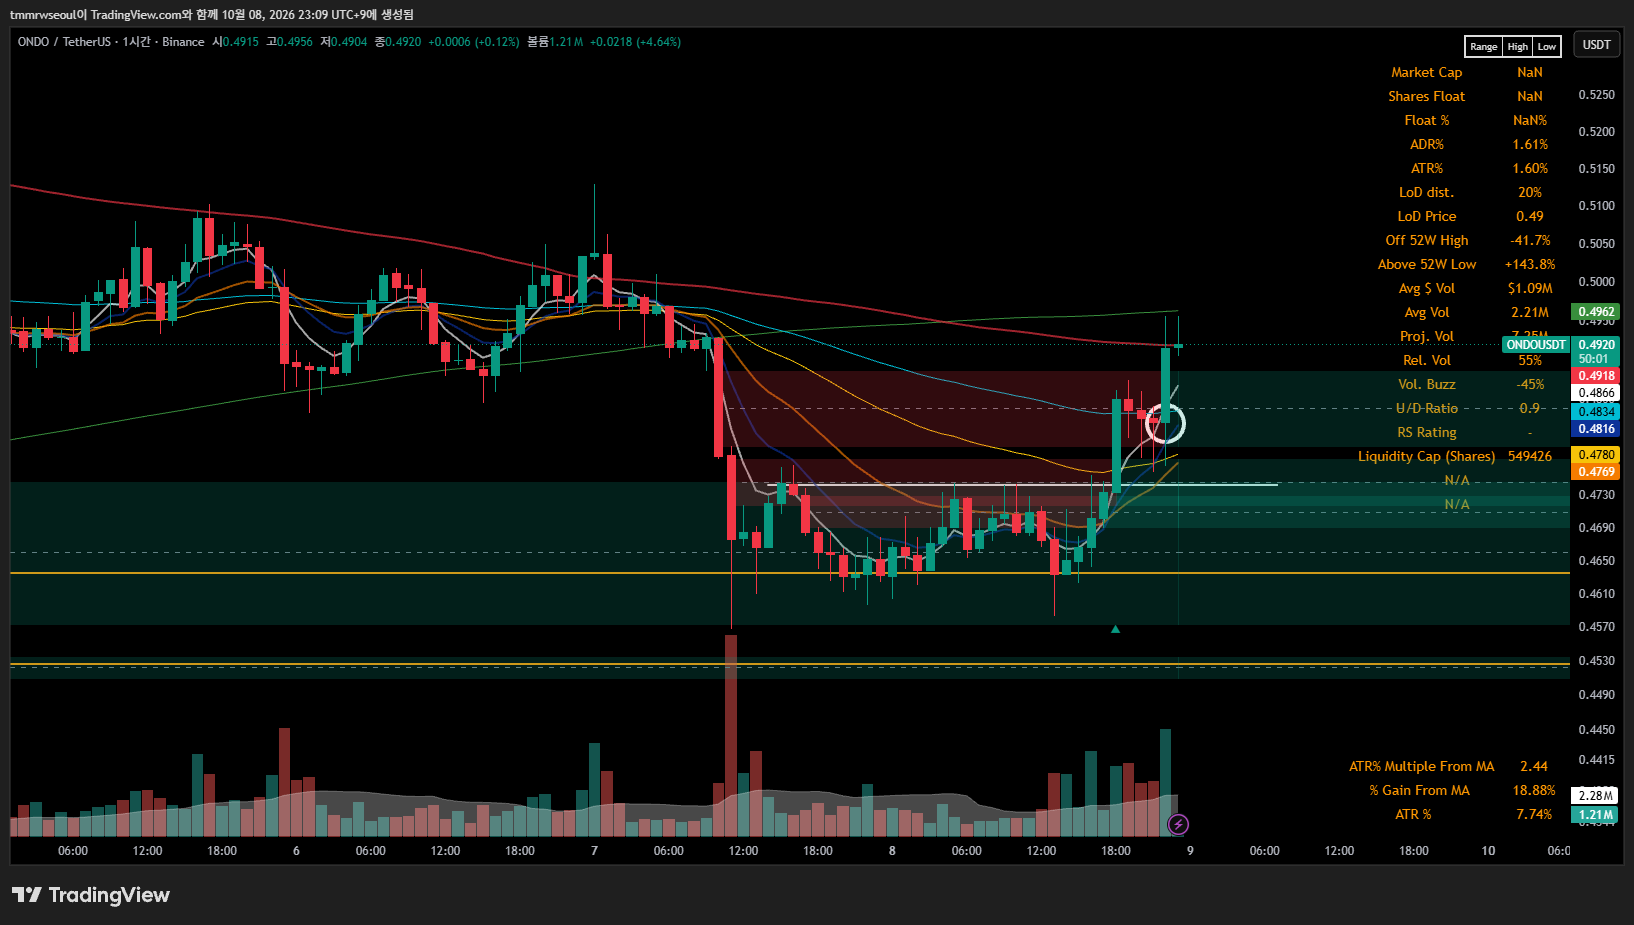 tmmrwseoul이 TradingView.com와 함께 10월 08, 2026 23:09 UTC+9에 생성됨
ONDO / TetherUS · 1시간 · Binance 시0.4915 고0.4956 저0.4904 종0.4920 +0.0006 (+0.12%) 볼륨1.21 M +0.0218 (+4.64%)
Range High Low
USDT
Market Cap NaN
Shares Float NaN
Float % NaN%
ADR% 1.61%
ATR% 1.60%
LoD dist. 20%
LoD Price 0.49
Off 52W High -41.7%
Above 52W Low +143.8%
Avg $ Vol $1.09M
Avg Vol 2.21M
Proj. Vol 7.25M
Rel. Vol 55%
Vol. Buzz -45%
U/D Ratio 0.9
RS Rating -
Liquidity Cap (Shares) 549426
N/A
N/A
ATR% Multiple From MA 2.44
% Gain From MA 18.88%
ATR % 7.74%
0.5250
0.5200
0.5150
0.5100
0.5050
0.5000
0.4962
0.4950
ONDOUSDT 0.4920
50:01
0.4918
0.4866
0.4834
0.4816
0.4780
0.4769
0.4730
0.4690
0.4650
0.4610
0.4570
0.4530
0.4490
0.4450
0.4415
2.28M
1.21M
06:00 12:00 18:00 6 06:00 12:00 18:00 7 06:00 12:00 18:00 8 06:00 12:00 18:00 9 06:00 12:00 18:00 10 06:0
TradingView